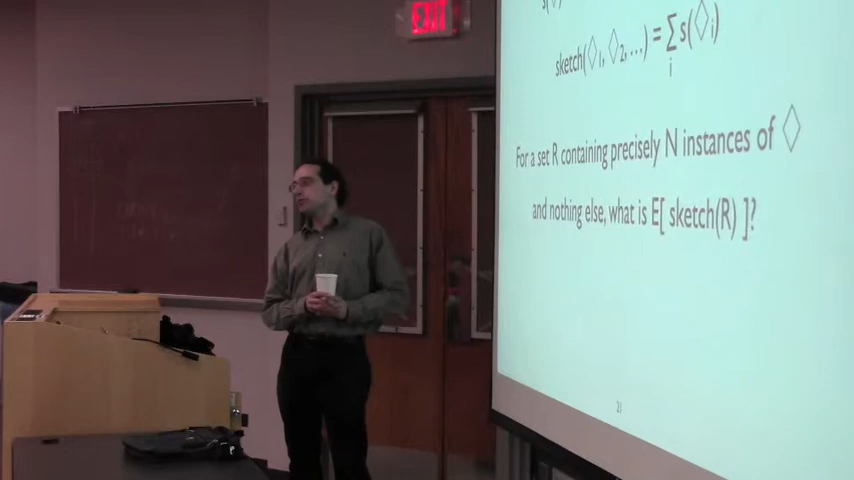 EXIT
s(◊)
sketch(◊₁, ◊₂, ...) = ∑ s(◊ᵢ)
i
For a set R containing precisely N instances of ◊
and nothing else, what is E[ sketch(R) ]?